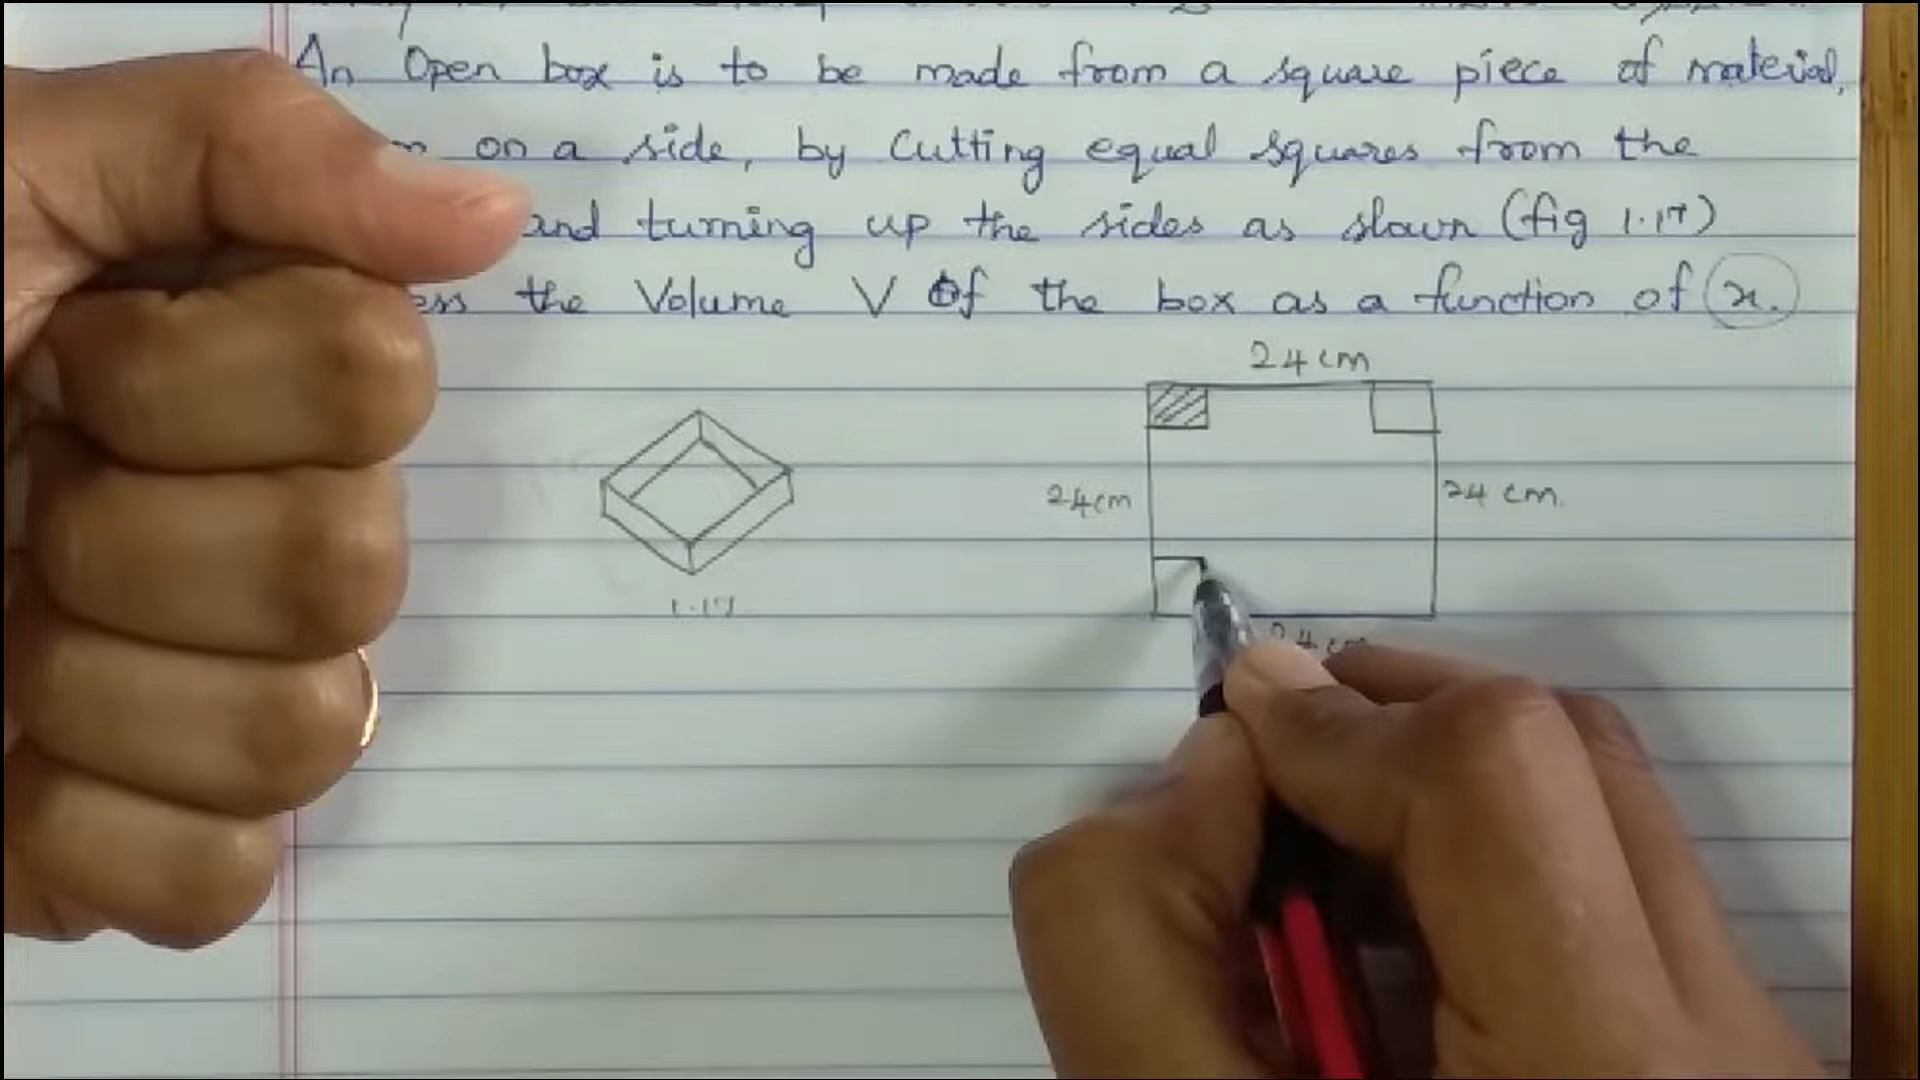 An Open box is to be made from a square piece of material,
on a side, by Cutting equal squares from the
and turning up the sides as shown (fig 1.17)
the Volume V Of the box as a function of x.
24cm
24cm
24 cm.
1.17